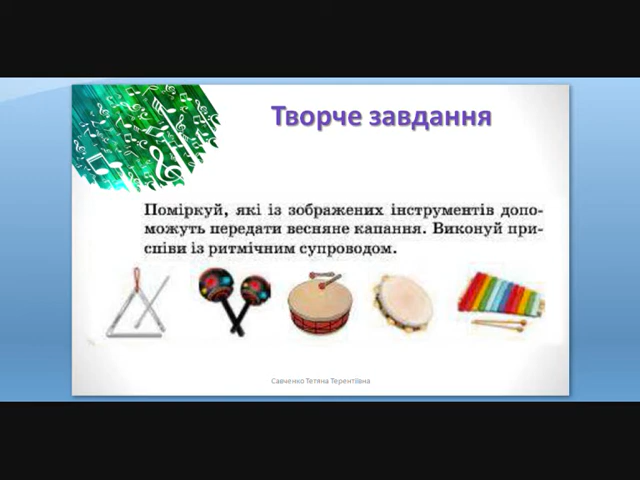 Творче завдання
Поміркуй, які із зображених інструментів допо-
можуть передати весняне капання. Виконуй при-
співи із ритмічним супроводом.
Савченко Тетяна Терентіївна